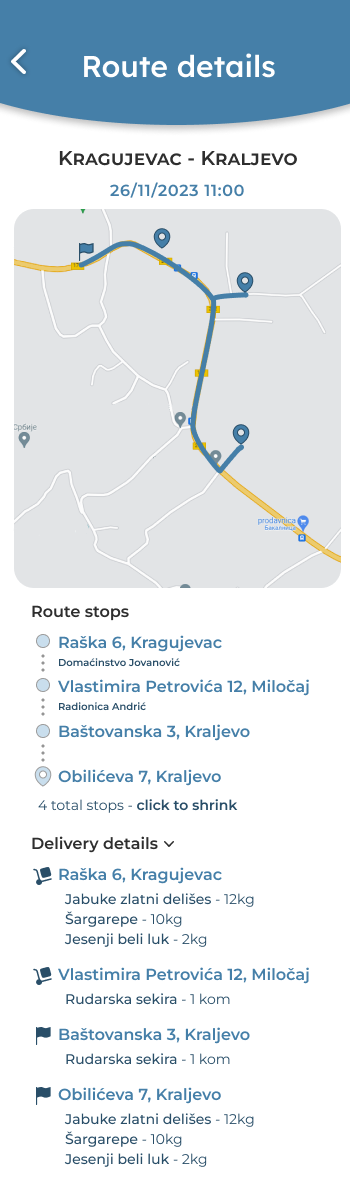 Route details
KRAGUJEVAC - KRALJEVO
26/11/2023 11:00
Србије
prodavnica
Route stops
Raška 6, Kragujevac
Domaćinstvo Jovanović
Vlastimira Petrovića 12, Miločaj
Radionica Andrić
Baštovanska 3, Kraljevo
Obilićeva 7, Kraljevo
4 total stops - click to shrink
Delivery details
Raška 6, Kragujevac
Jabuke zlatni delišes - 12kg
Šargarepe - 10kg
Jesenji beli luk - 2kg
Vlastimira Petrovića 12, Miločaj
Rudarska sekira - 1 kom
Baštovanska 3, Kraljevo
Rudarska sekira - 1 kom
Obilićeva 7, Kraljevo
Jabuke zlatni delišes - 12kg
Šargarepe - 10kg
Jesenji beli luk - 2kg